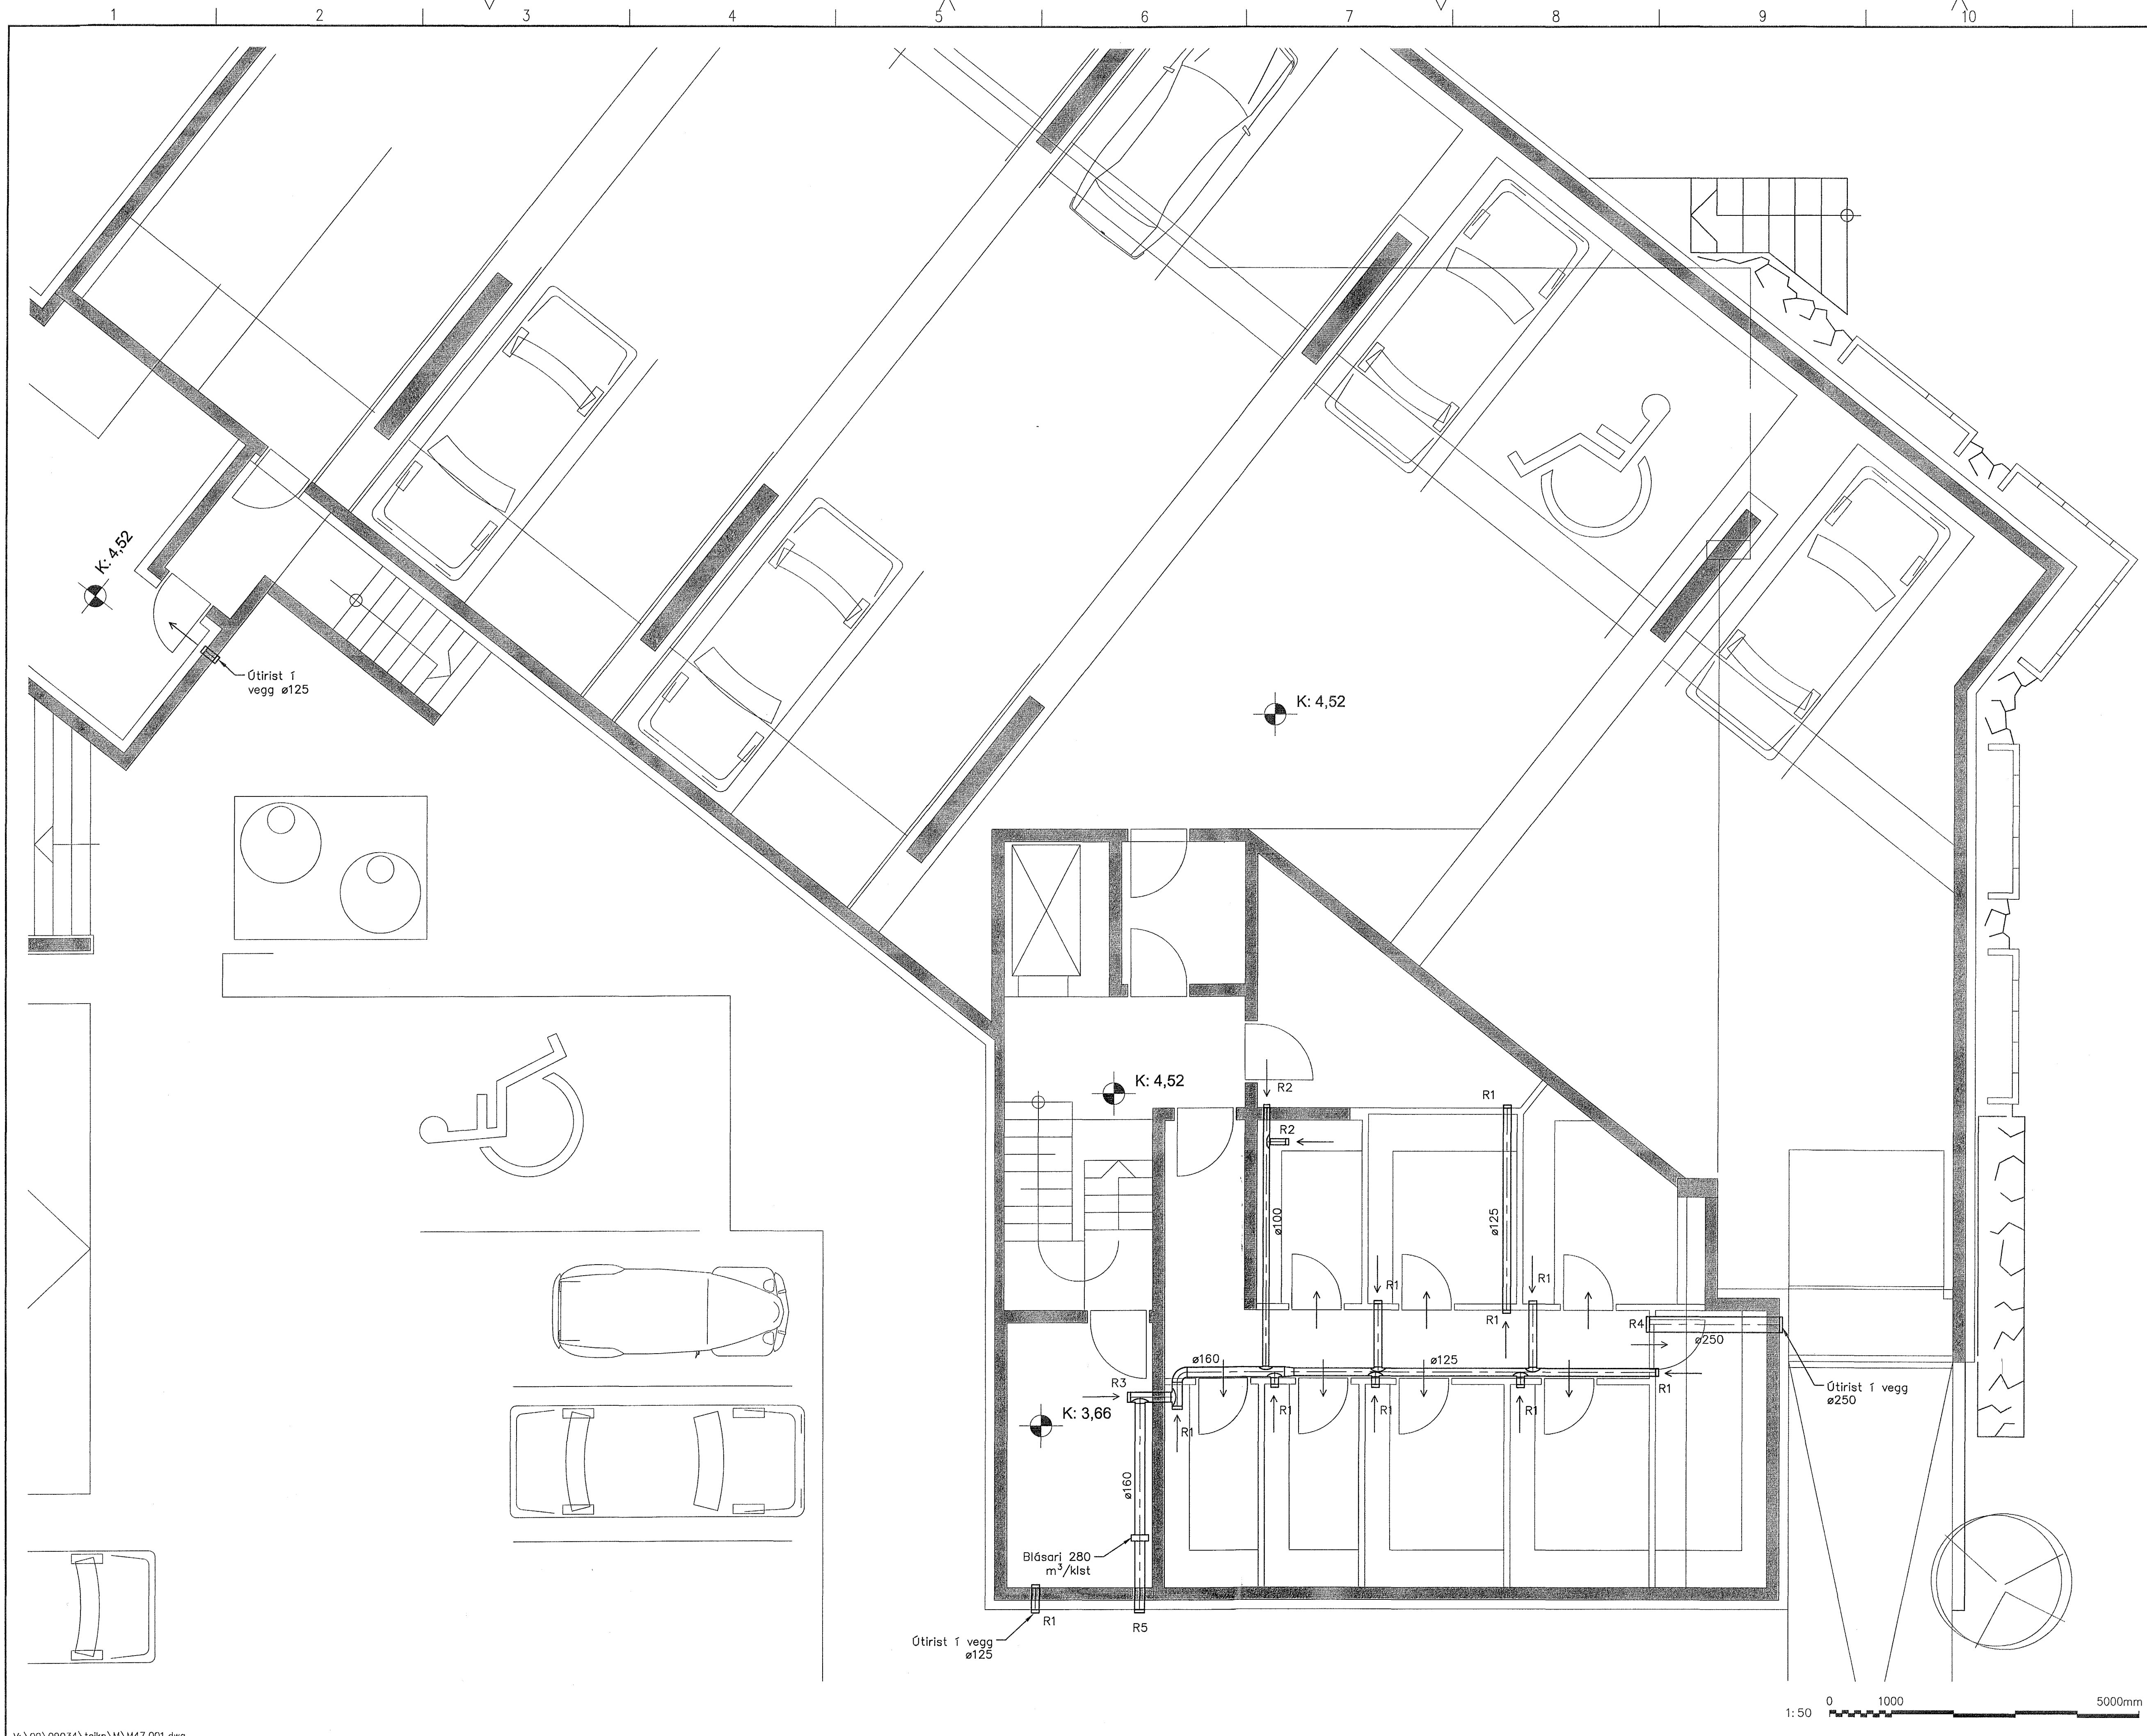 1
2
3
4
5
6
7
8
9
10
K: 4,52
Útirist í
vegg ø125
K: 4,52
K: 4,52
R2
R1
R2
ø100
ø125
R1
R1
R1
R4
ø250
ø160
ø125
R3
R1
Útirist í vegg
ø250
K: 3,66
R1
R1
R1
R1
ø160
Blásari 280
m³/klst
R1
R5
Útirist í vegg
ø125
0
1000
5000mm
1:50